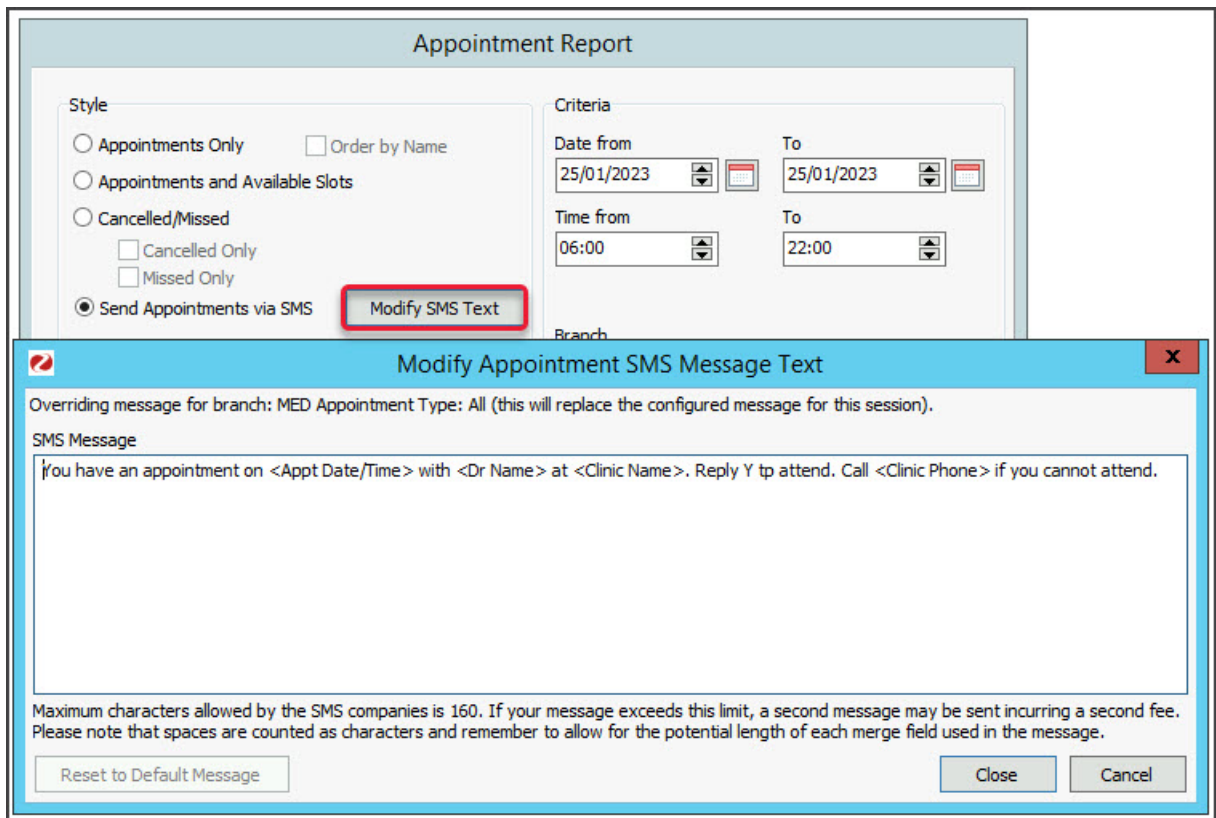 Appointment Report
Style
Appointments Only
Order by Name
Appointments and Available Slots
Cancelled/Missed
Cancelled Only
Missed Only
Send Appointments via SMS
Modify SMS Text
Criteria
Date from
To
25/01/2023
25/01/2023
Time from
To
06:00
22:00
Branch
Modify Appointment SMS Message Text
x
Overriding message for branch: MED Appointment Type: All (this will replace the configured message for this session).
SMS Message
You have an appointment on <Appt Date/Time> with <Dr Name> at <Clinic Name>. Reply Y tp attend. Call <Clinic Phone> if you cannot attend.
Maximum characters allowed by the SMS companies is 160. If your message exceeds this limit, a second message may be sent incurring a second fee.
Please note that spaces are counted as characters and remember to allow for the potential length of each merge field used in the message.
Reset to Default Message
Close
Cancel